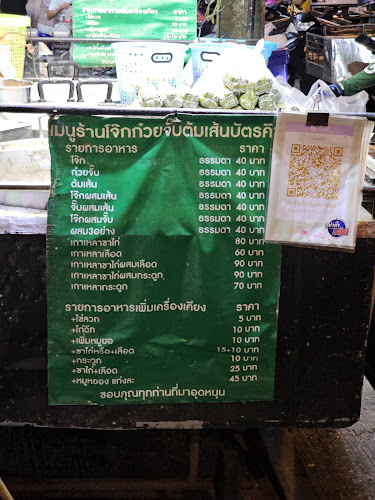 เมนูร้านโจ๊กก๋วยจั๊บต้มเส้นบัตรคิว
รายการอาหาร ราคา
โจ๊ก ธรรมดา 40 บาท
ก๋วยจั๊บ ธรรมดา 40 บาท
ต้มเส้น ธรรมดา 40 บาท
โจ๊กผสมเส้น ธรรมดา 40 บาท
จั๊บผสมเส้น ธรรมดา 40 บาท
โจ๊กผสมจั๊บ ธรรมดา 40 บาท
ผสม3อย่าง ธรรมดา 40 บาท
เกาเหลาขาไก่ 80 บาท
เกาเหลาเลือด 60 บาท
เกาเหลาขาไก่ผสมเลือด 90 บาท
เกาเหลาขาไก่ผสมกระดูก 90 บาท
เกาเหลากระดูก 70 บาท
รายการอาหารเพิ่มเครื่องเคียง ราคา
+ไข่ลวก 5 บาท
+ไก่ฉีก 10 บาท
+เพิ่มหมูยอ 10 บาท
+ขาไก่หรือ+เลือด 15+10 บาท
+กระดูก 10 บาท
+ขาไก่+เลือด 25 บาท
+หมูหยอง แท่งละ 45 บาท
ขอบคุณทุกท่านที่มาอุดหนุน